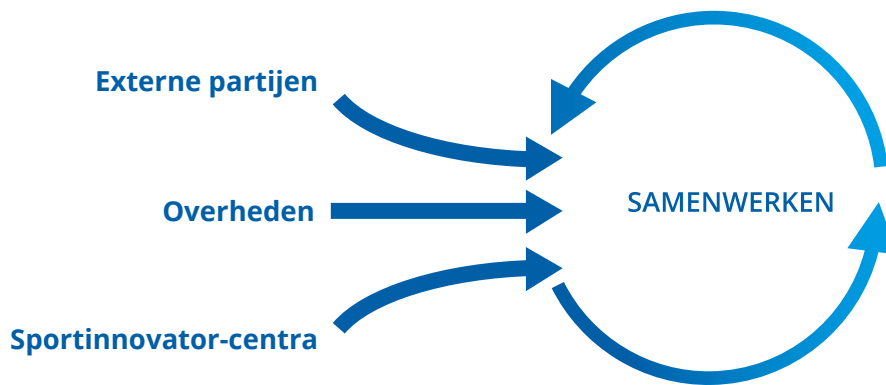 Externe partijen
Overheden
SAMENWERKEN
Sportinnovator-centra